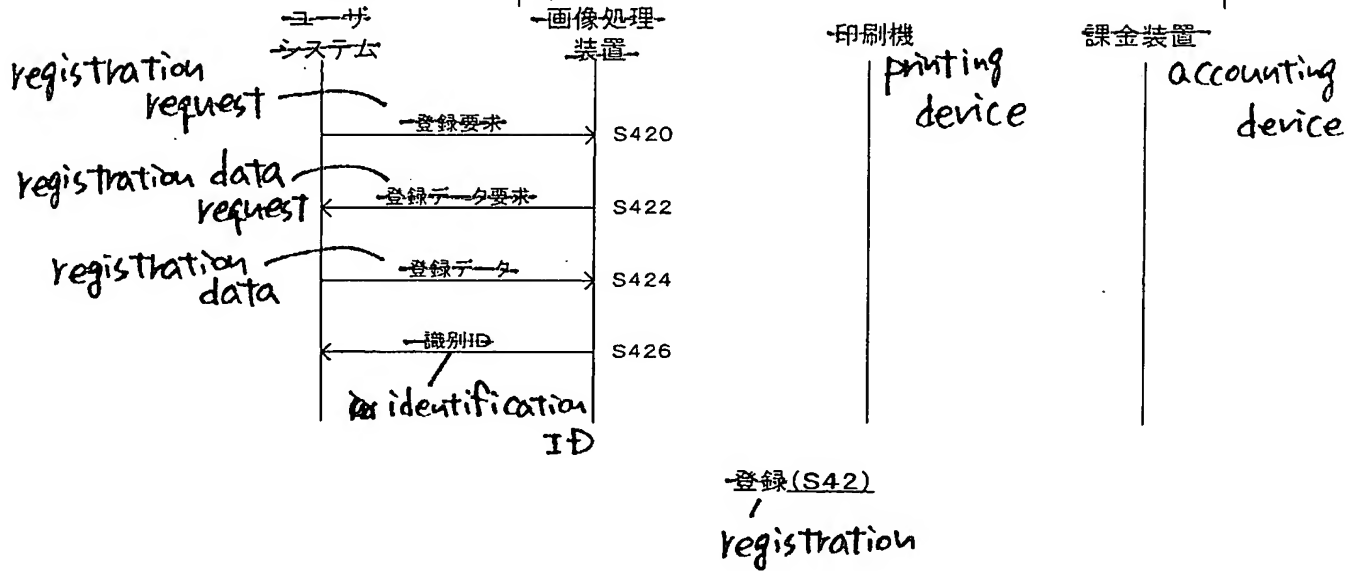 ユーザ
システム
画像処理
装置
印刷機
課金装置
printing
device
accounting
device
registration
request
登録要求
S420
registration data
request
登録データ要求
S422
registration
data
登録データ
S424
識別ID
S426
identification
ID
登録(S42)
registration